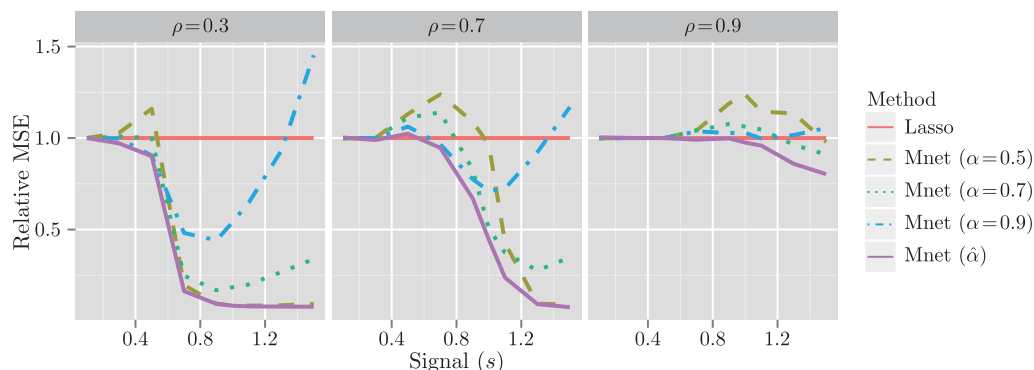 ρ = 0.3
ρ = 0.7
ρ = 0.9
Relative MSE
1.5
1.0
0.5
0.4 0.8 1.2
0.4 0.8 1.2
0.4 0.8 1.2
Signal (s)
Method
Lasso
Mnet (α = 0.5)
Mnet (α = 0.7)
Mnet (α = 0.9)
Mnet (α̂)